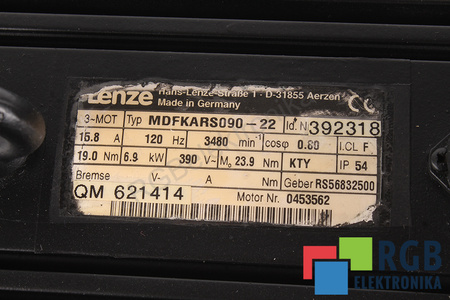 Lenze Hans-Lenze-Straße 1 · D-31855 Aerzen
Made in Germany CE
3-MOT Typ MDFKARS090-22 Id.N 392318
15.8 A 120 Hz 3480 min-1 cosφ 0.80 I.CL F
19.0 Nm 6.9 kW 390 V~ Mo 23.9 Nm KTY IP 54
Bremse V- A Nm Geber RS56832500
QM 621414 Motor Nr. 0453562
RGB
ELEKTRONIKA